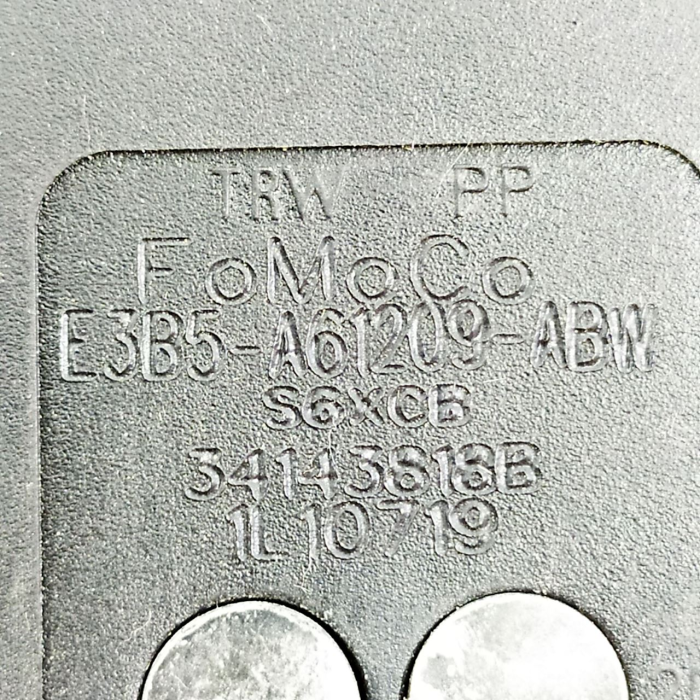 TRW PP
FoMoCo
E3B5-A61209-ABW
S6XCB
34143818B
1L10719